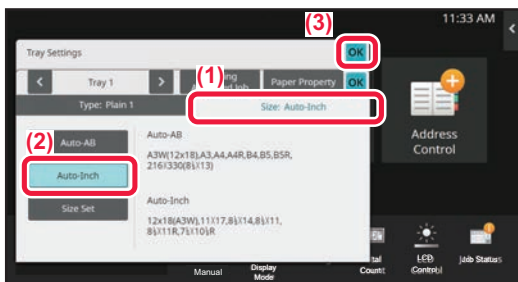 11:33 AM
(3)
Tray Settings
OK
(1)
Tray 1
Paper Property
OK
Type: Plain 1
Size: Auto-Inch
(2)
Auto-AB
Auto-Inch
Size Set
Auto-AB
A3W(12x18),A3,A4,A4R,B4,B5,B5R,
216X330(8½X13)
Auto-Inch
12x18(A3W),11X17,8½X14,8½X11,
8½X11R,7¼X10½R
Address
Control
Manual
Display
Mode
Count
LCD
Control
Job Status